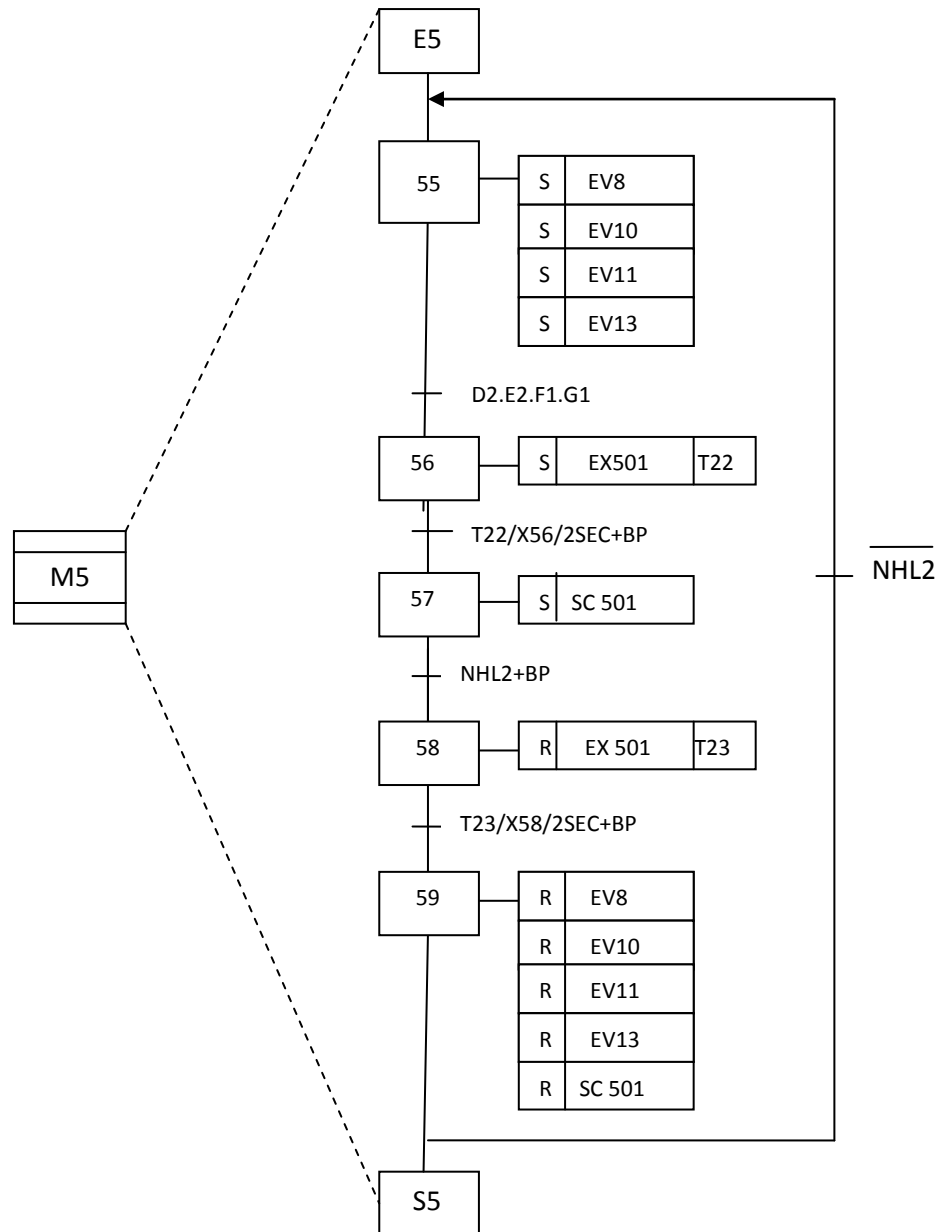 E5
55
S EV8
S EV10
S EV11
S EV13
D2.E2.F1.G1
56
S EX501 T22
T22/X56/2SEC+BP
M5
NHL2
57
S SC 501
NHL2+BP
58
R EX 501 T23
T23/X58/2SEC+BP
59
R EV8
R EV10
R EV11
R EV13
R SC 501
S5